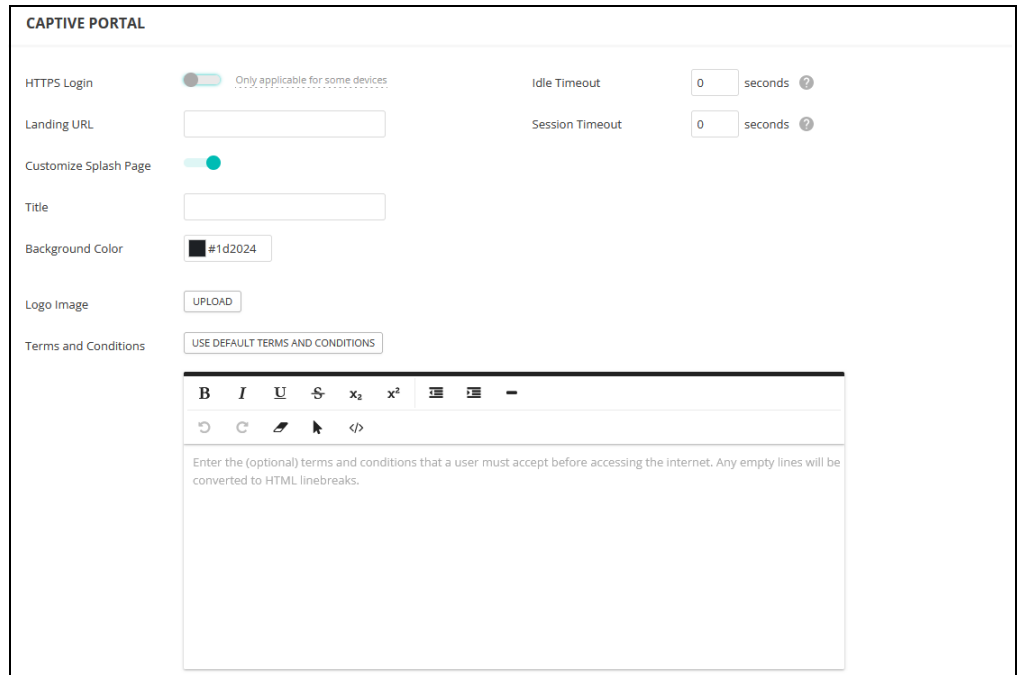 CAPTIVE PORTAL
HTTPS Login
Only applicable for some devices
Idle Timeout
0 seconds ?
Landing URL
Session Timeout
0 seconds ?
Customize Splash Page
Title
Background Color
#1d2024
Logo Image
UPLOAD
Terms and Conditions
USE DEFAULT TERMS AND CONDITIONS
B I U S x₂ x²
</>
Enter the (optional) terms and conditions that a user must accept before accessing the internet. Any empty lines will be
converted to HTML linebreaks.